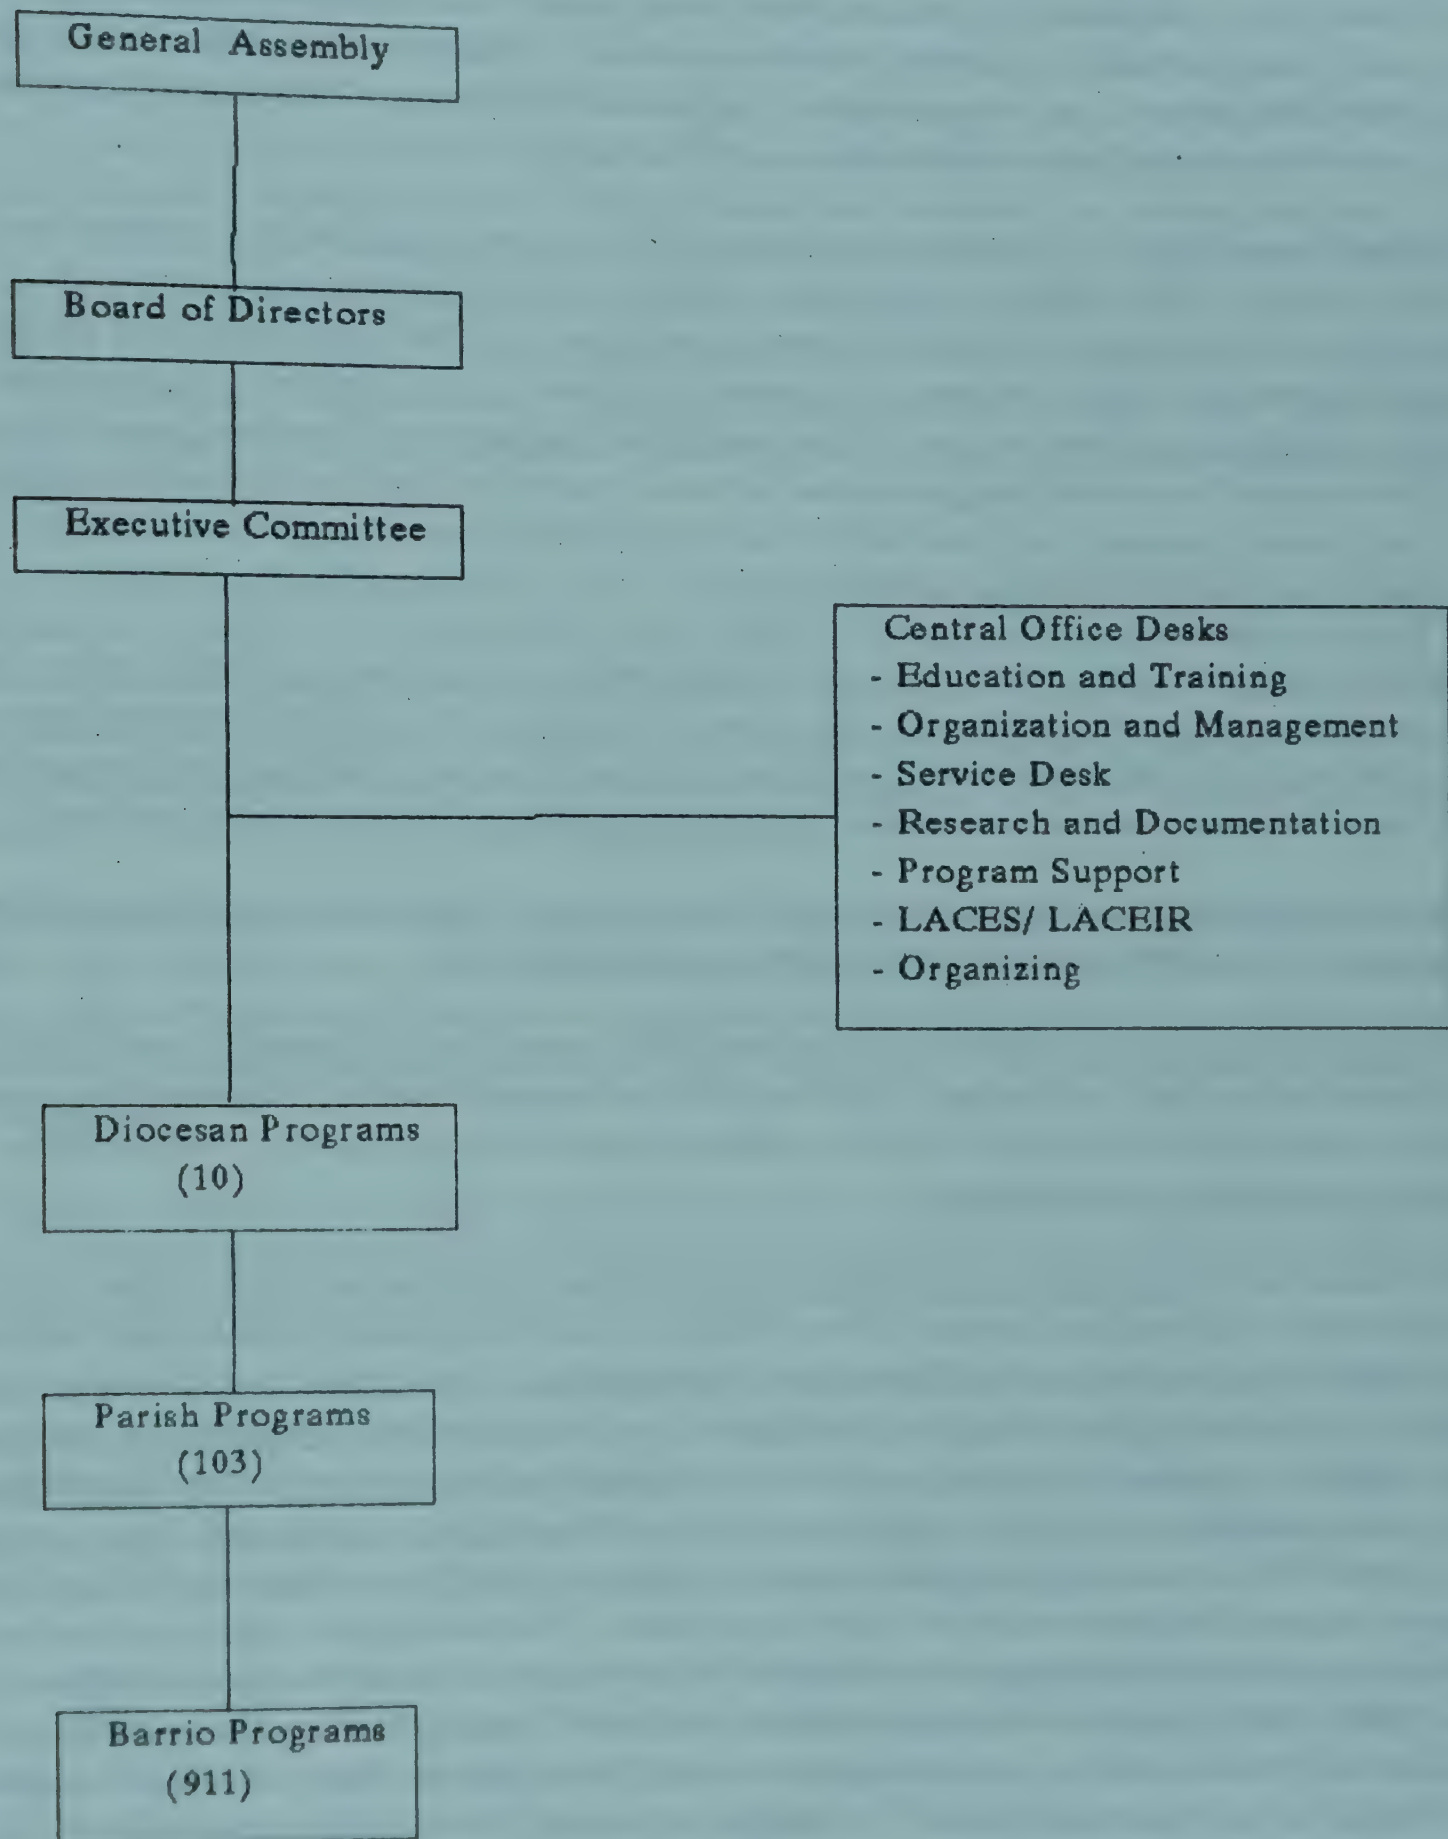 General Assembly
Board of Directors
Executive Committee
Central Office Desks
- Education and Training
- Organization and Management
- Service Desk
- Research and Documentation
- Program Support
- LACES/ LACEIR
- Organizing
Diocesan Programs
(10)
Parish Programs
(103)
Barrio Programs
(911)